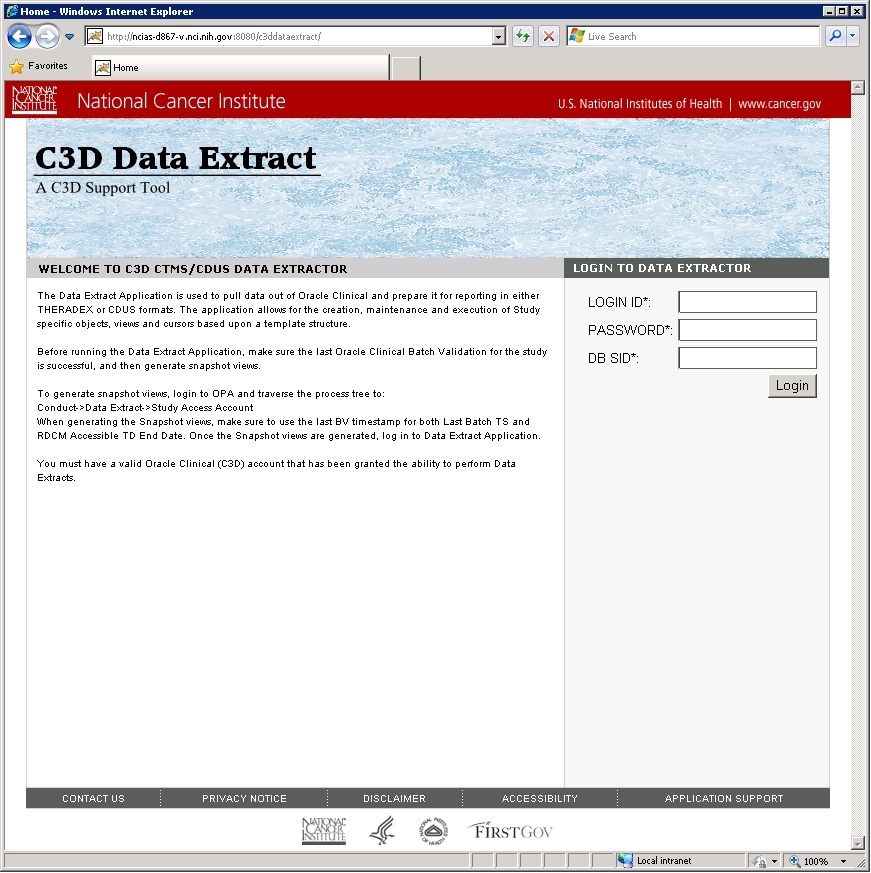 Home - Windows Internet Explorer
http://ncias-d867-v.nci.nih.gov:8080/c3ddataextract/
Live Search
Favorites
Home
NATIONAL CANCER INSTITUTE
National Cancer Institute
U.S. National Institutes of Health | www.cancer.gov
C3D Data Extract
A C3D Support Tool
WELCOME TO C3D CTMS/CDUS DATA EXTRACTOR
The Data Extract Application is used to pull data out of Oracle Clinical and prepare it for reporting in either
THERADEX or CDUS formats. The application allows for the creation, maintenance and execution of Study
specific objects, views and cursors based upon a template structure.
Before running the Data Extract Application, make sure the last Oracle Clinical Batch Validation for the study
is successful, and then generate snapshot views.
To generate snapshot views, login to OPA and traverse the process tree to:
Conduct->Data Extract->Study Access Account
When generating the Snapshot views, make sure to use the last BV timestamp for both Last Batch TS and
RDCM Accessible TD End Date. Once the Snapshot views are generated, log in to Data Extract Application.
You must have a valid Oracle Clinical (C3D) account that has been granted the ability to perform Data
Extracts.
LOGIN TO DATA EXTRACTOR
LOGIN ID*:
PASSWORD*:
DB SID*:
Login
CONTACT US
PRIVACY NOTICE
DISCLAIMER
ACCESSIBILITY
APPLICATION SUPPORT
NATIONAL CANCER INSTITUTE
FIRSTGOV
Local intranet
100%